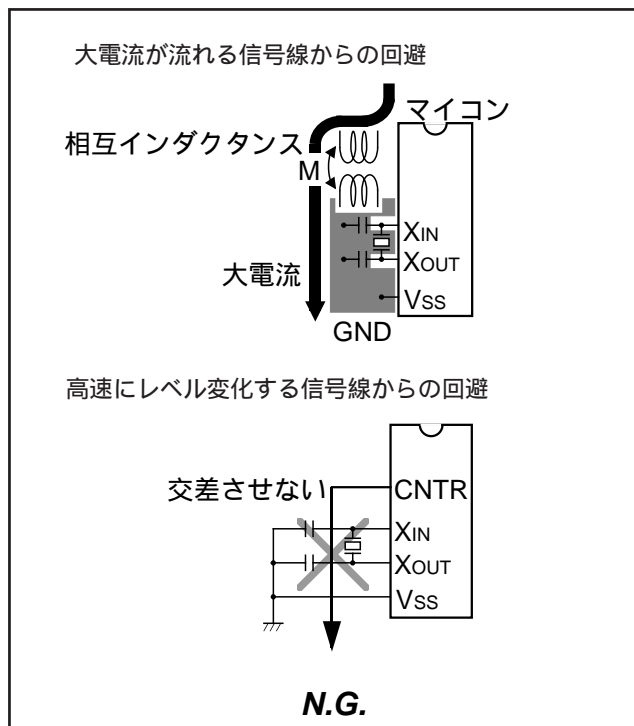 大電流が流れる信号線からの回避
マイコン
相互インダクタンス
M
XIN
XOUT
大電流
VSS
GND
高速にレベル変化する信号線からの回避
交差させない
CNTR
XIN
XOUT
VSS
N.G.